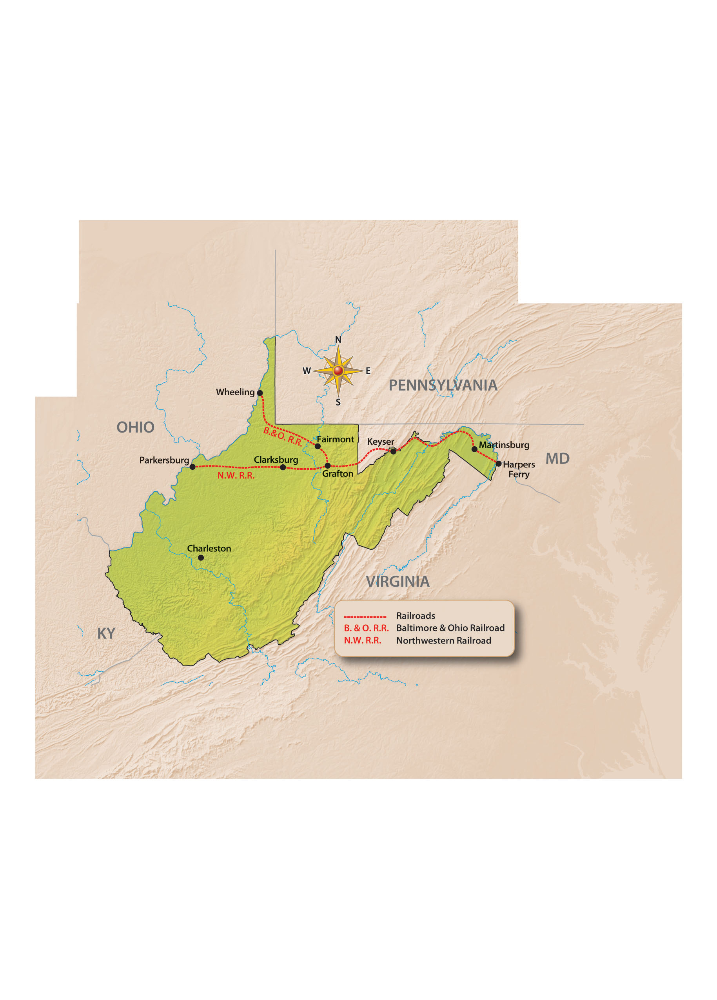 N
W
E
S
PENNSYLVANIA
Wheeling
OHIO
B.&O. R.R.
Fairmont
Keyser
Martinsburg
MD
Parkersburg
Clarksburg
Harpers
Ferry
N.W. R.R.
Grafton
Charleston
VIRGINIA
KY
Railroads
B. & O. R.R. Baltimore & Ohio Railroad
N.W. R.R. Northwestern Railroad